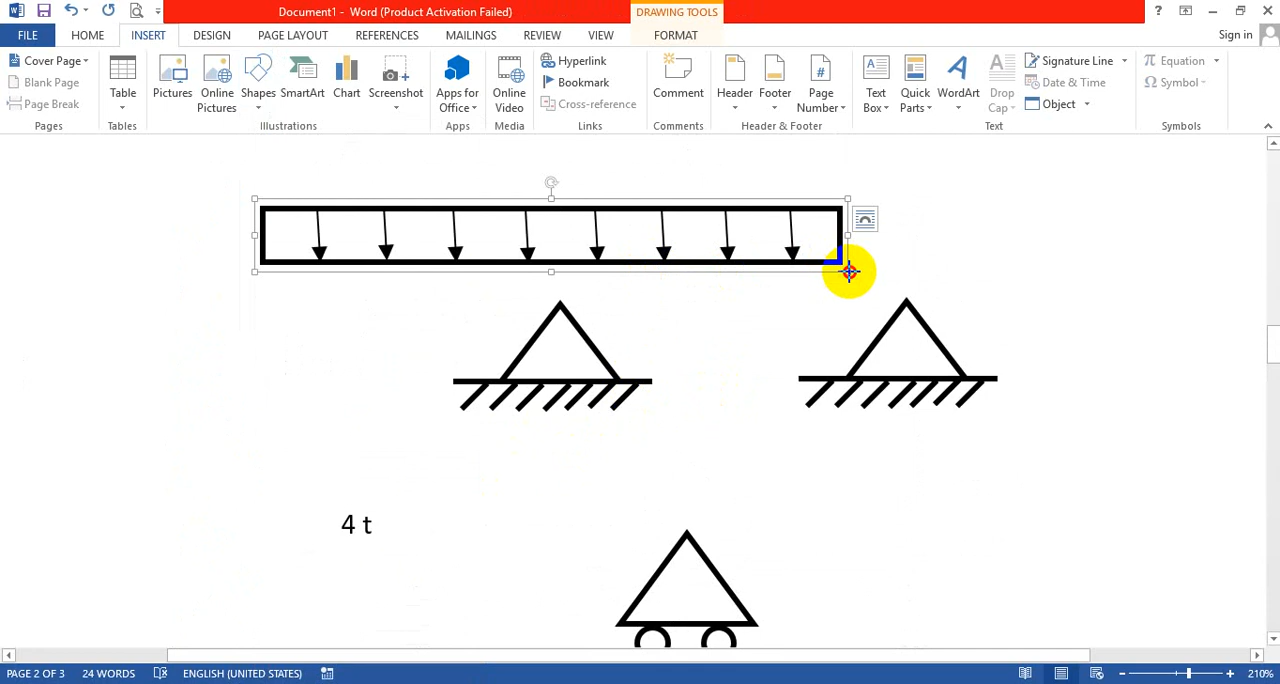 Document1 - Word (Product Activation Failed)
DRAWING TOOLS
?
FILE
HOME
INSERT
DESIGN
PAGE LAYOUT
REFERENCES
MAILINGS
REVIEW
VIEW
FORMAT
Sign in
Cover Page
Blank Page
Page Break
Pages
Table
Tables
Pictures
Online
Pictures
Shapes
SmartArt
Chart
Screenshot
Illustrations
Apps for
Office
Apps
Online
Video
Media
Hyperlink
Bookmark
Cross-reference
Links
Comment
Comments
Header
Footer
Page
Number
Header & Footer
Text
Box
Quick
Parts
WordArt
Drop
Cap
Signature Line
Date & Time
Object
Text
Equation
Symbol
Symbols
4 t
PAGE 2 OF 3
24 WORDS
ENGLISH (UNITED STATES)
210%